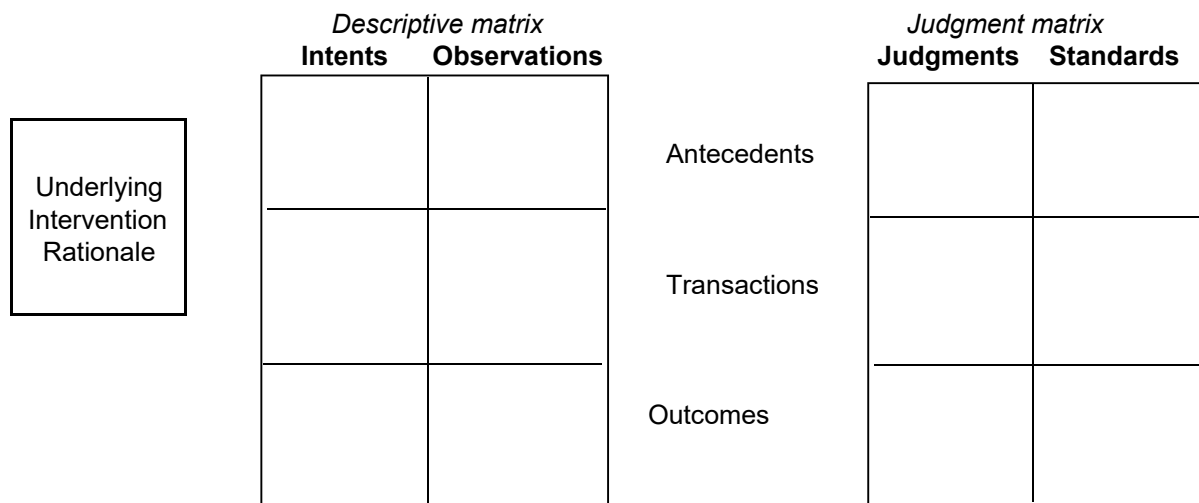 Descriptive matrix
Judgment matrix
Intents Observations
Judgments Standards
Underlying
Intervention
Rationale
Antecedents
Transactions
Outcomes